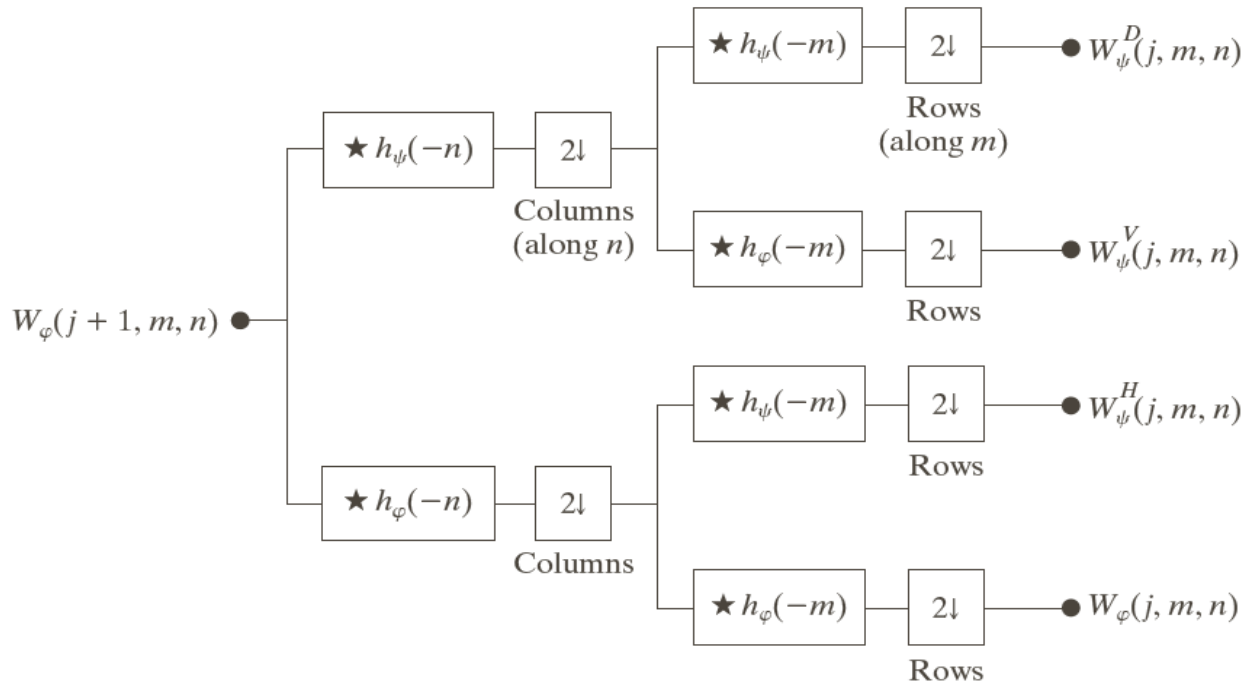 ★ h_ψ(−m)
2↓
W_ψ^D(j, m, n)
Rows
(along m)
★ h_ψ(−n)
2↓
Columns
(along n)
★ h_φ(−m)
2↓
W_ψ^V(j, m, n)
Rows
W_φ(j + 1, m, n)
★ h_ψ(−m)
2↓
W_ψ^H(j, m, n)
Rows
★ h_φ(−n)
2↓
Columns
★ h_φ(−m)
2↓
W_φ(j, m, n)
Rows